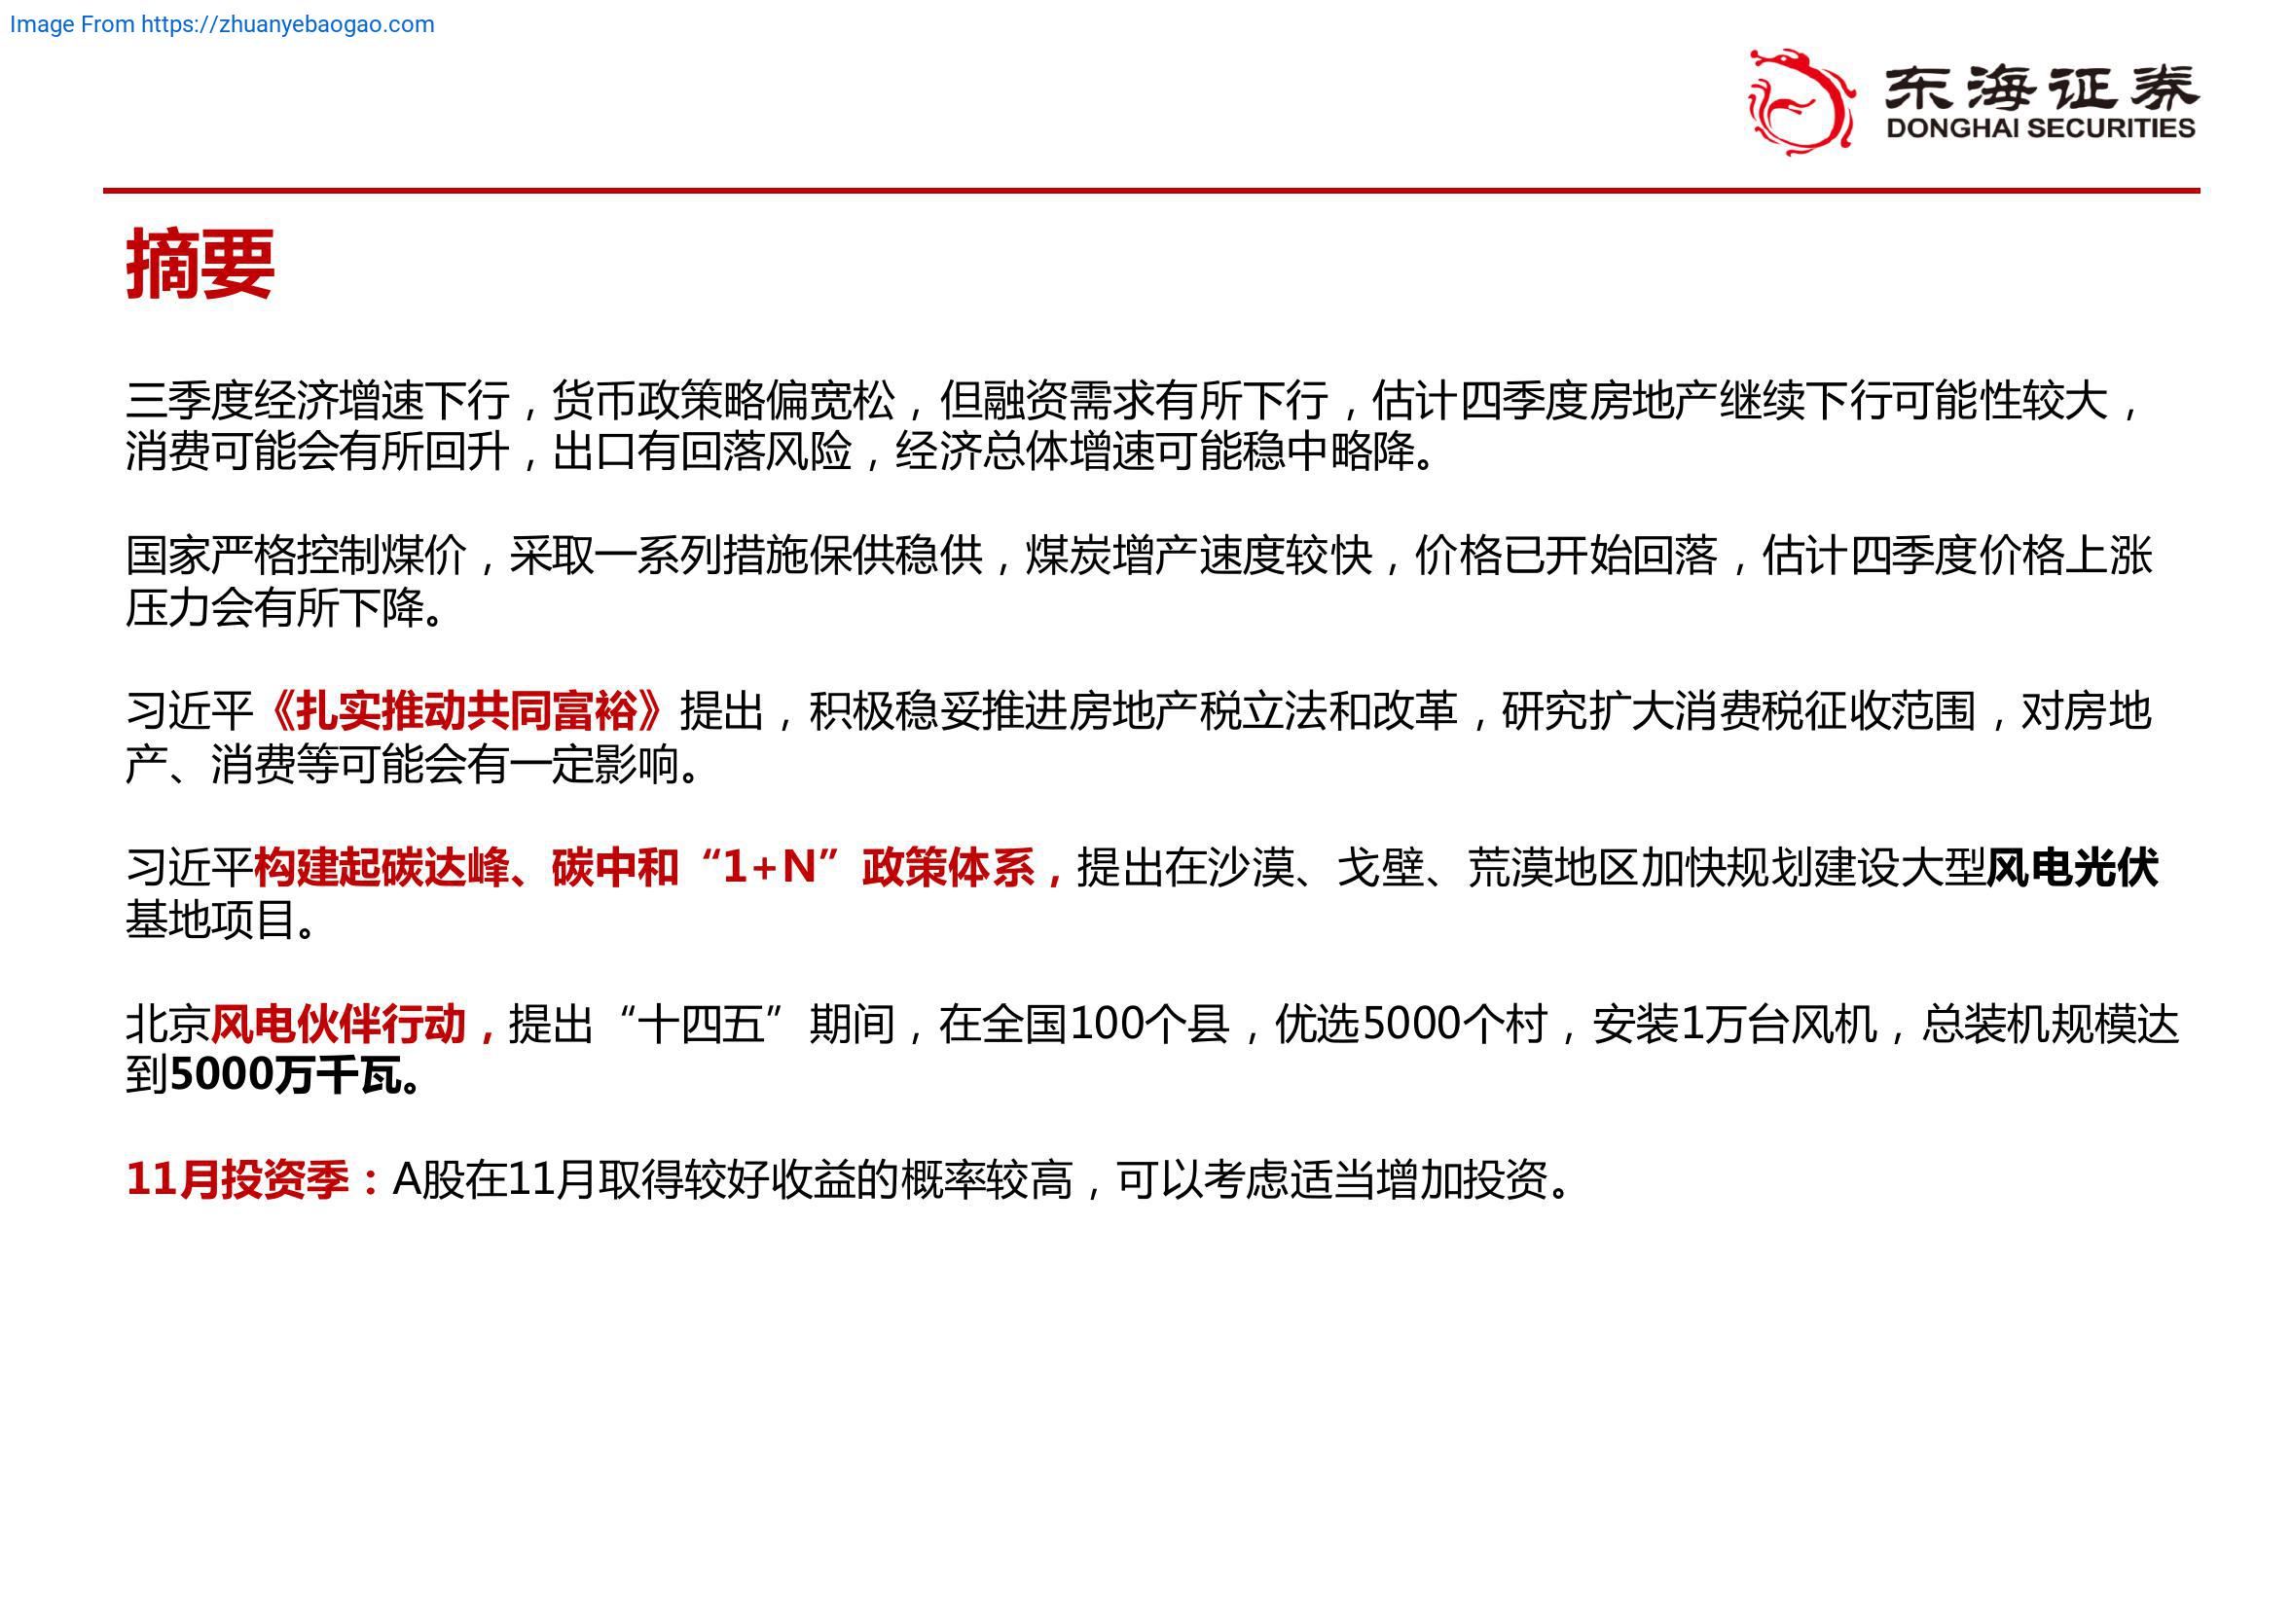 Image From https://zhuanyebaogao.com
东海证券
DONGHAI SECURITIES
摘要
三季度经济增速下行，货币政策略偏宽松，但融资需求有所下行，估计四季度房地产继续下行可能性较大，
消费可能会有所回升，出口有回落风险，经济总体增速可能稳中略降。
国家严格控制煤价，采取一系列措施保供稳供，煤炭增产速度较快，价格已开始回落，估计四季度价格上涨
压力会有所下降。
习近平《扎实推动共同富裕》提出，积极稳妥推进房地产税立法和改革，研究扩大消费税征收范围，对房地
产、消费等可能会有一定影响。
习近平构建起碳达峰、碳中和“1+N”政策体系，提出在沙漠、戈壁、荒漠地区加快规划建设大型风电光伏
基地项目。
北京风电伙伴行动，提出“十四五”期间，在全国100个县，优选5000个村，安装1万台风机，总装机规模达
到5000万千瓦。
11月投资季：A股在11月取得较好收益的概率较高，可以考虑适当增加投资。